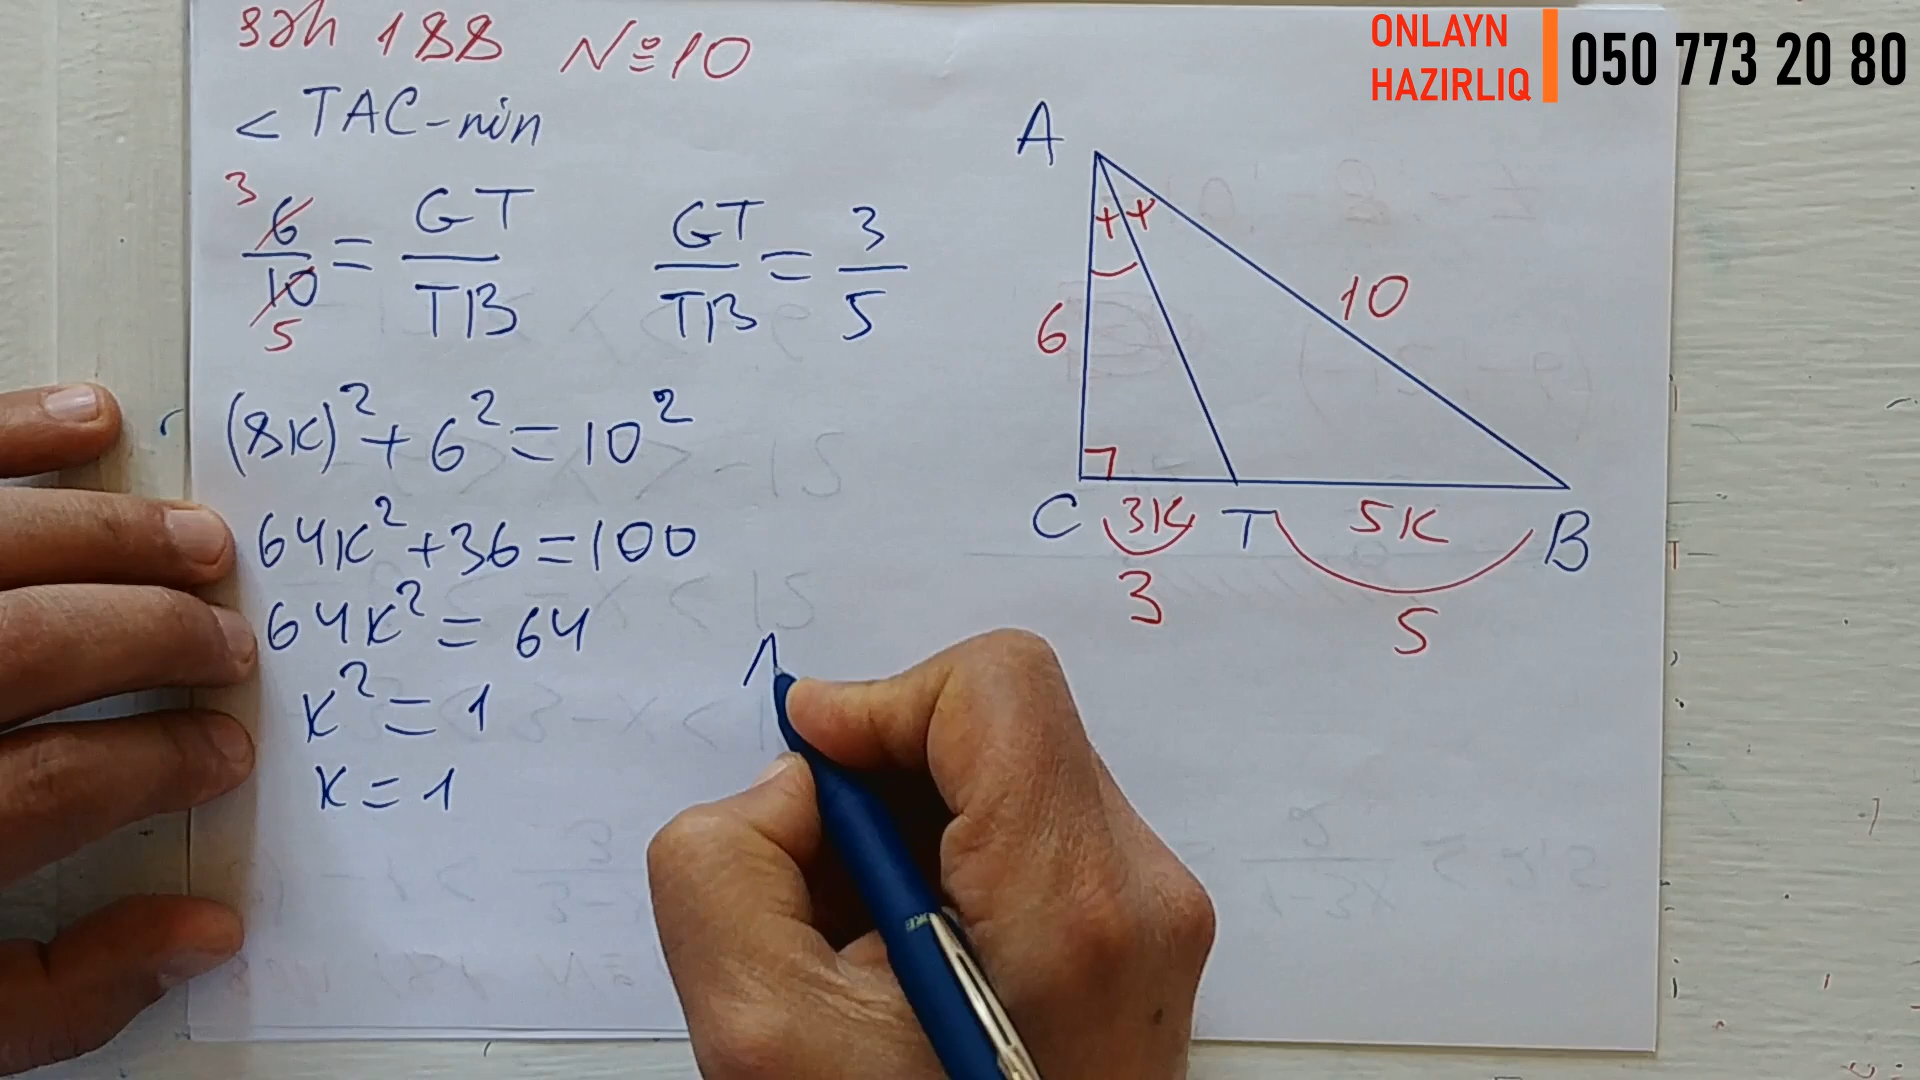 səh 188 №10
< TAC-nin
3
6/10 = GT/TB GT/TB = 3/5
5
(8k)² + 6² = 10²
64k² + 36 = 100
64k² = 64
k² = 1
k = 1
A
ONLAYN
HAZIRLIQ
050 773 20 80
A
6
10
C 3k T 5k B
3
5